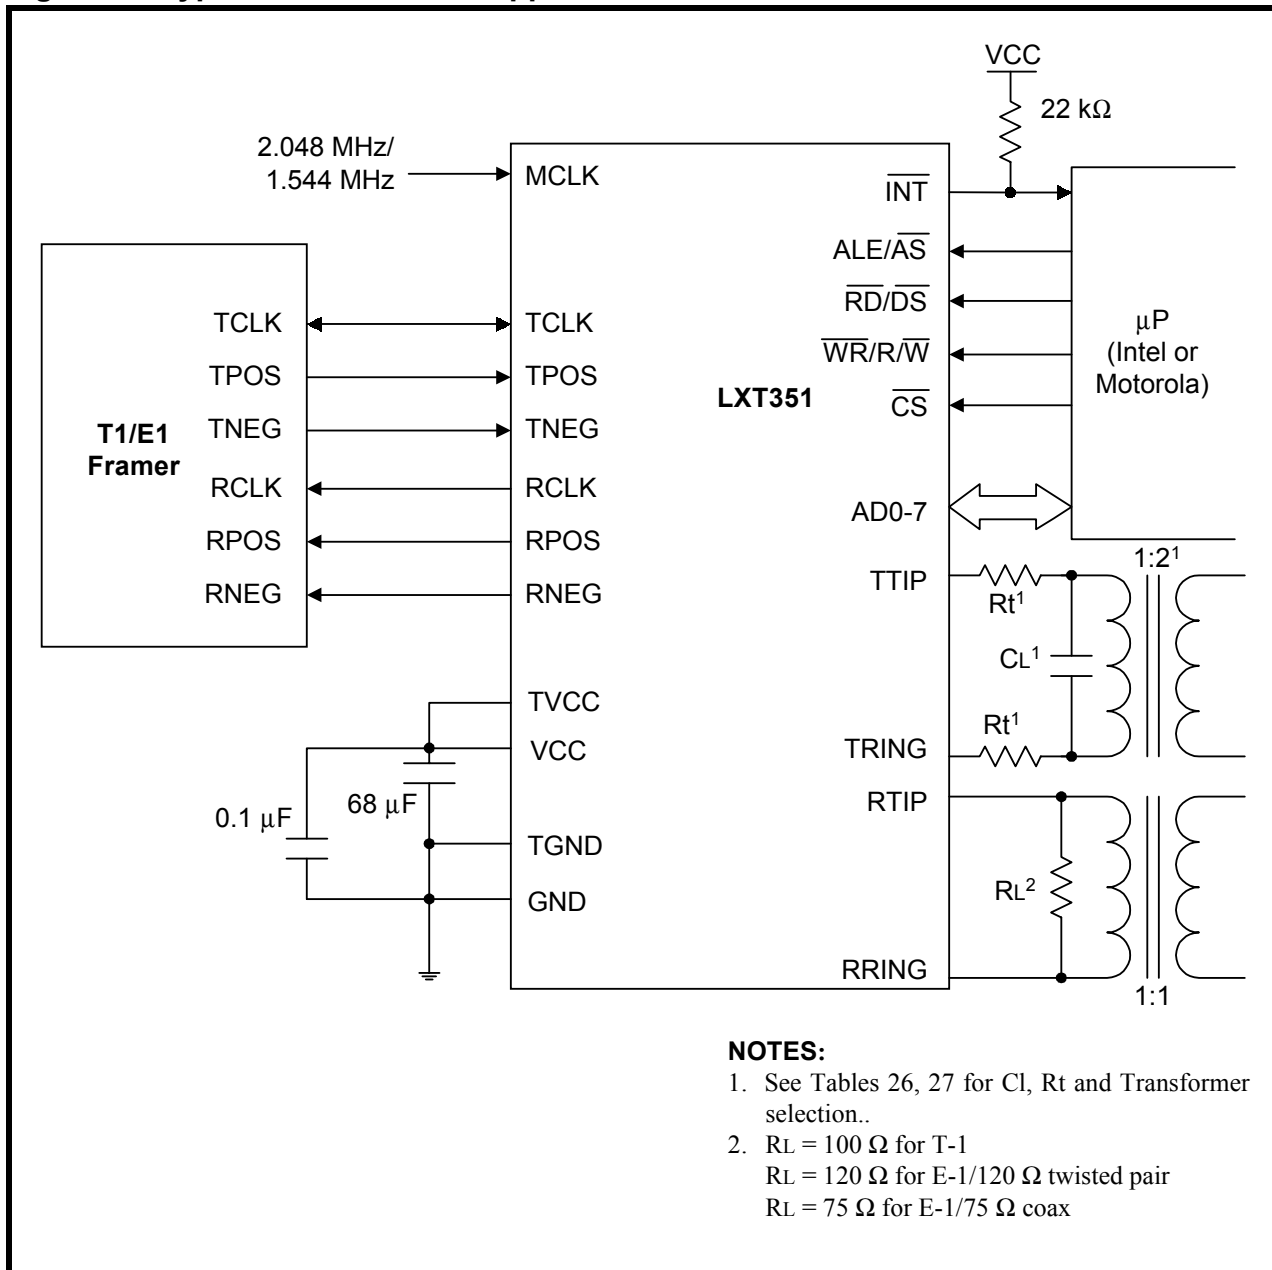 VCC
22 kΩ
2.048 MHz/
1.544 MHz
MCLK
INT
ALE/AS
RD/DS
WR/R/W
CS
AD0-7
µP
(Intel or
Motorola)
LXT351
T1/E1
Framer
TCLK
TPOS
TNEG
RCLK
RPOS
RNEG
TCLK
TPOS
TNEG
RCLK
RPOS
RNEG
TVCC
VCC
TGND
GND
68 µF
0.1 µF
TTIP
Rt¹
CL¹
1:2¹
TRING
Rt¹
RTIP
RL²
RRING
1:1
NOTES:
1. See Tables 26, 27 for Cl, Rt and Transformer
selection..
2. RL = 100 Ω for T-1
RL = 120 Ω for E-1/120 Ω twisted pair
RL = 75 Ω for E-1/75 Ω coax